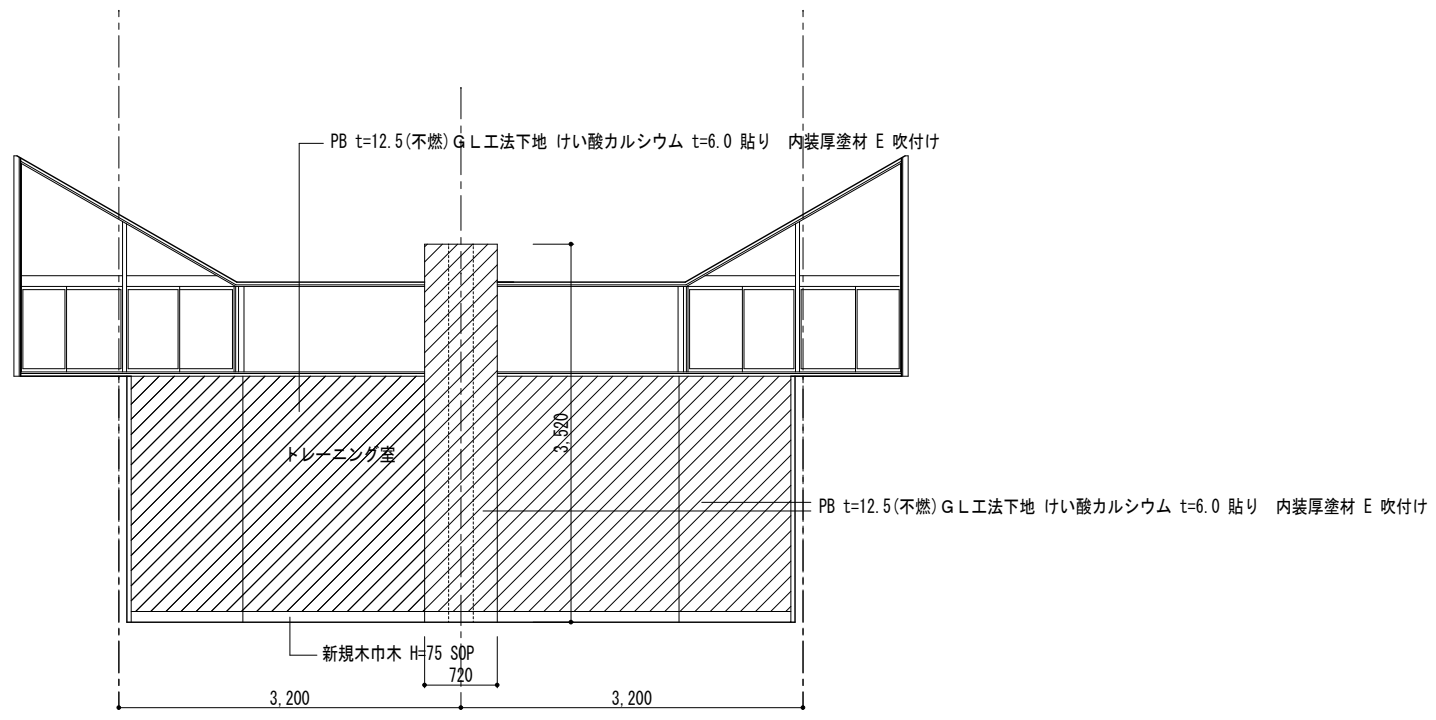 PB t=12.5(不燃)ＧＬ工法下地 けい酸カルシウム t=6.0 貼り　内装厚塗材 E 吹付け
3,520
トレーニング室
PB t=12.5(不燃)ＧＬ工法下地 けい酸カルシウム t=6.0 貼り　内装厚塗材 E 吹付け
新規木巾木 H=75 SOP
720
3,200
3,200